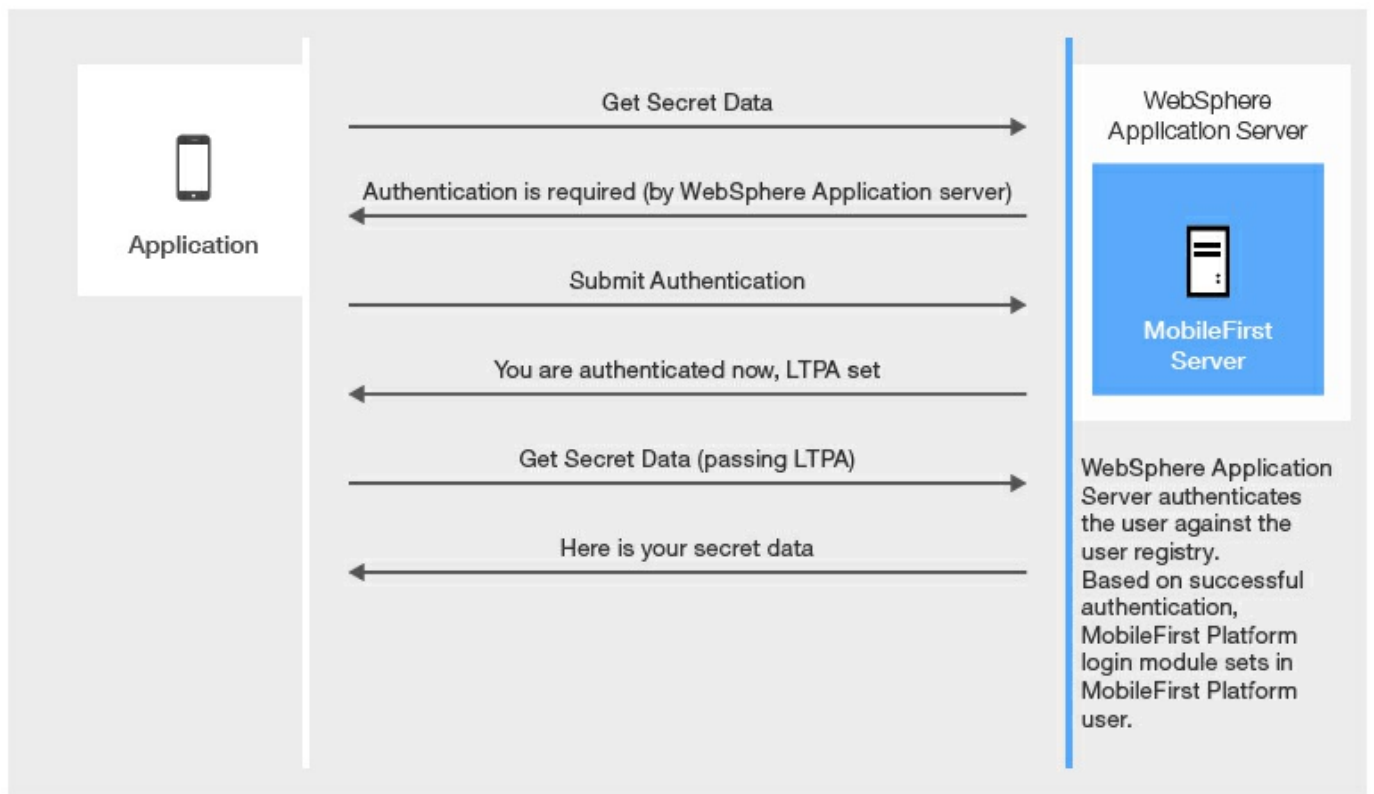 Application
Get Secret Data
Authentication is required (by WebSphere Application server)
Submit Authentication
You are authenticated now, LTPA set
Get Secret Data (passing LTPA)
Here is your secret data
WebSphere
Application Server
MobileFirst
Server
WebSphere Application
Server authenticates
the user against the
user registry.
Based on successful
authentication,
MobileFirst Platform
login module sets in
MobileFirst Platform
user.